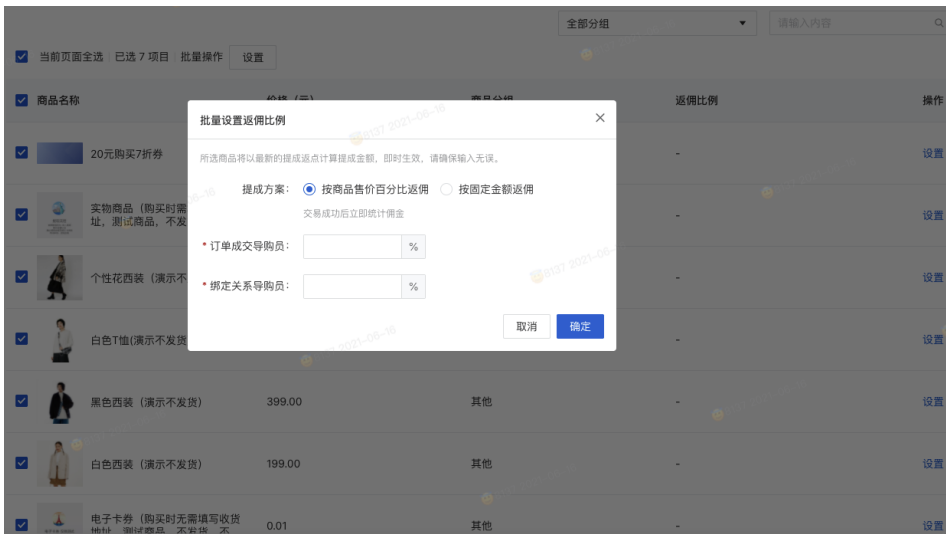 全部分组
请输入内容
当前页面全选 已选 7 项目 批量操作 设置
商品名称 价格（元） 商品分组 返佣比例 操作
批量设置返佣比例
所选商品将以最新的提成返点计算提成金额，即时生效，请确保输入无误。
提成方案： 按商品售价百分比返佣 按固定金额返佣
交易成功后立即统计佣金
* 订单成交导购员： %
* 绑定关系导购员： %
取消 确定
20元购买7折券 - 设置
实物商品（购买时需
址，测试商品，不发 - 设置
个性花西装（演示不 - 设置
白色T恤(演示不发货 - 设置
黑色西装（演示不发货） 399.00 其他 - 设置
白色西装（演示不发货） 199.00 其他 - 设置
电子卡券（购买时无需填写收货
地址，测试商品，不发货，不 0.01 其他 - 设置
8137 2021-06-16